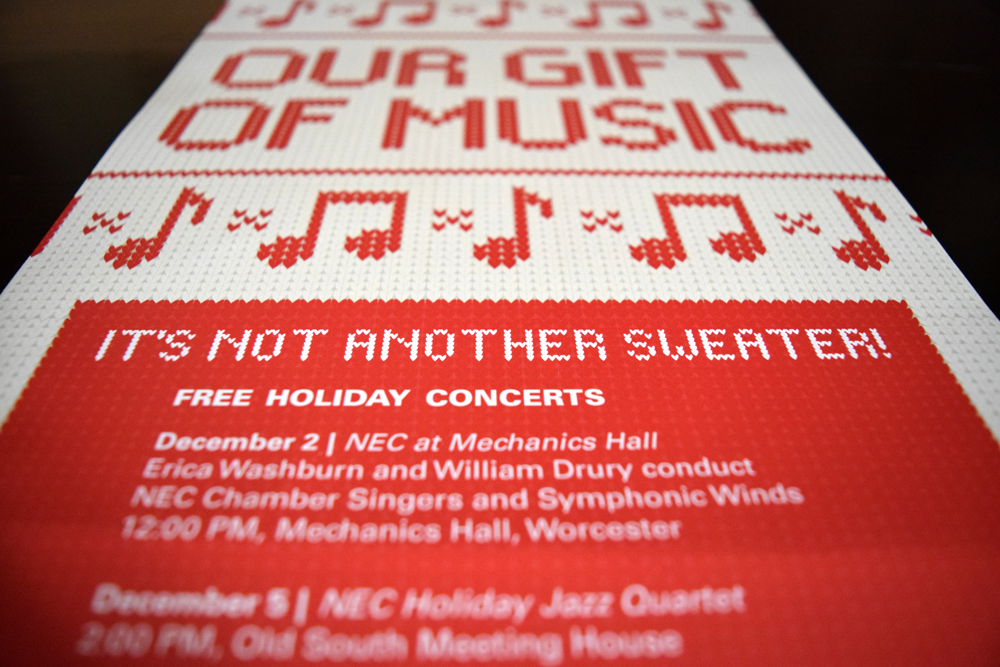 OUR GIFT
OF MUSIC
IT'S NOT ANOTHER SWEATER!
FREE HOLIDAY CONCERTS
December 2 | NEC at Mechanics Hall
Erica Washburn and William Drury conduct
NEC Chamber Singers and Symphonic Winds
12:00 PM, Mechanics Hall, Worcester
December 5 | NEC Holiday Jazz Quartet
2:00 PM, Old South Meeting House